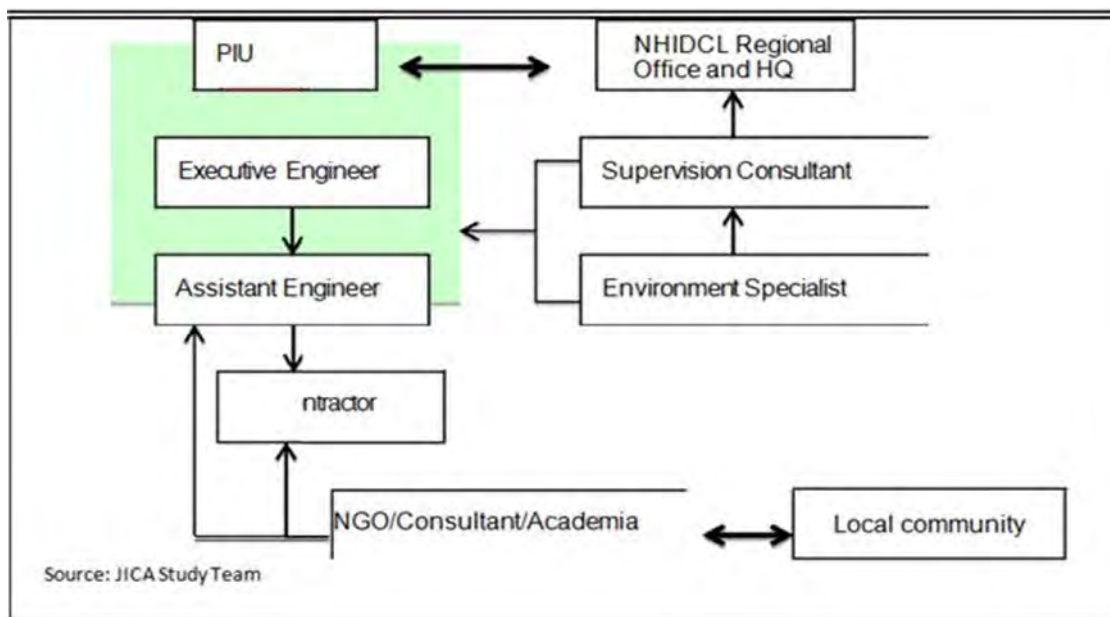 PIU
NHIDCL Regional
Office and HQ
Executive Engineer
Supervision Consultant
Assistant Engineer
Environment Specialist
ntractor
NGO/Consultant/Academia
Local community
Source: JICA Study Team